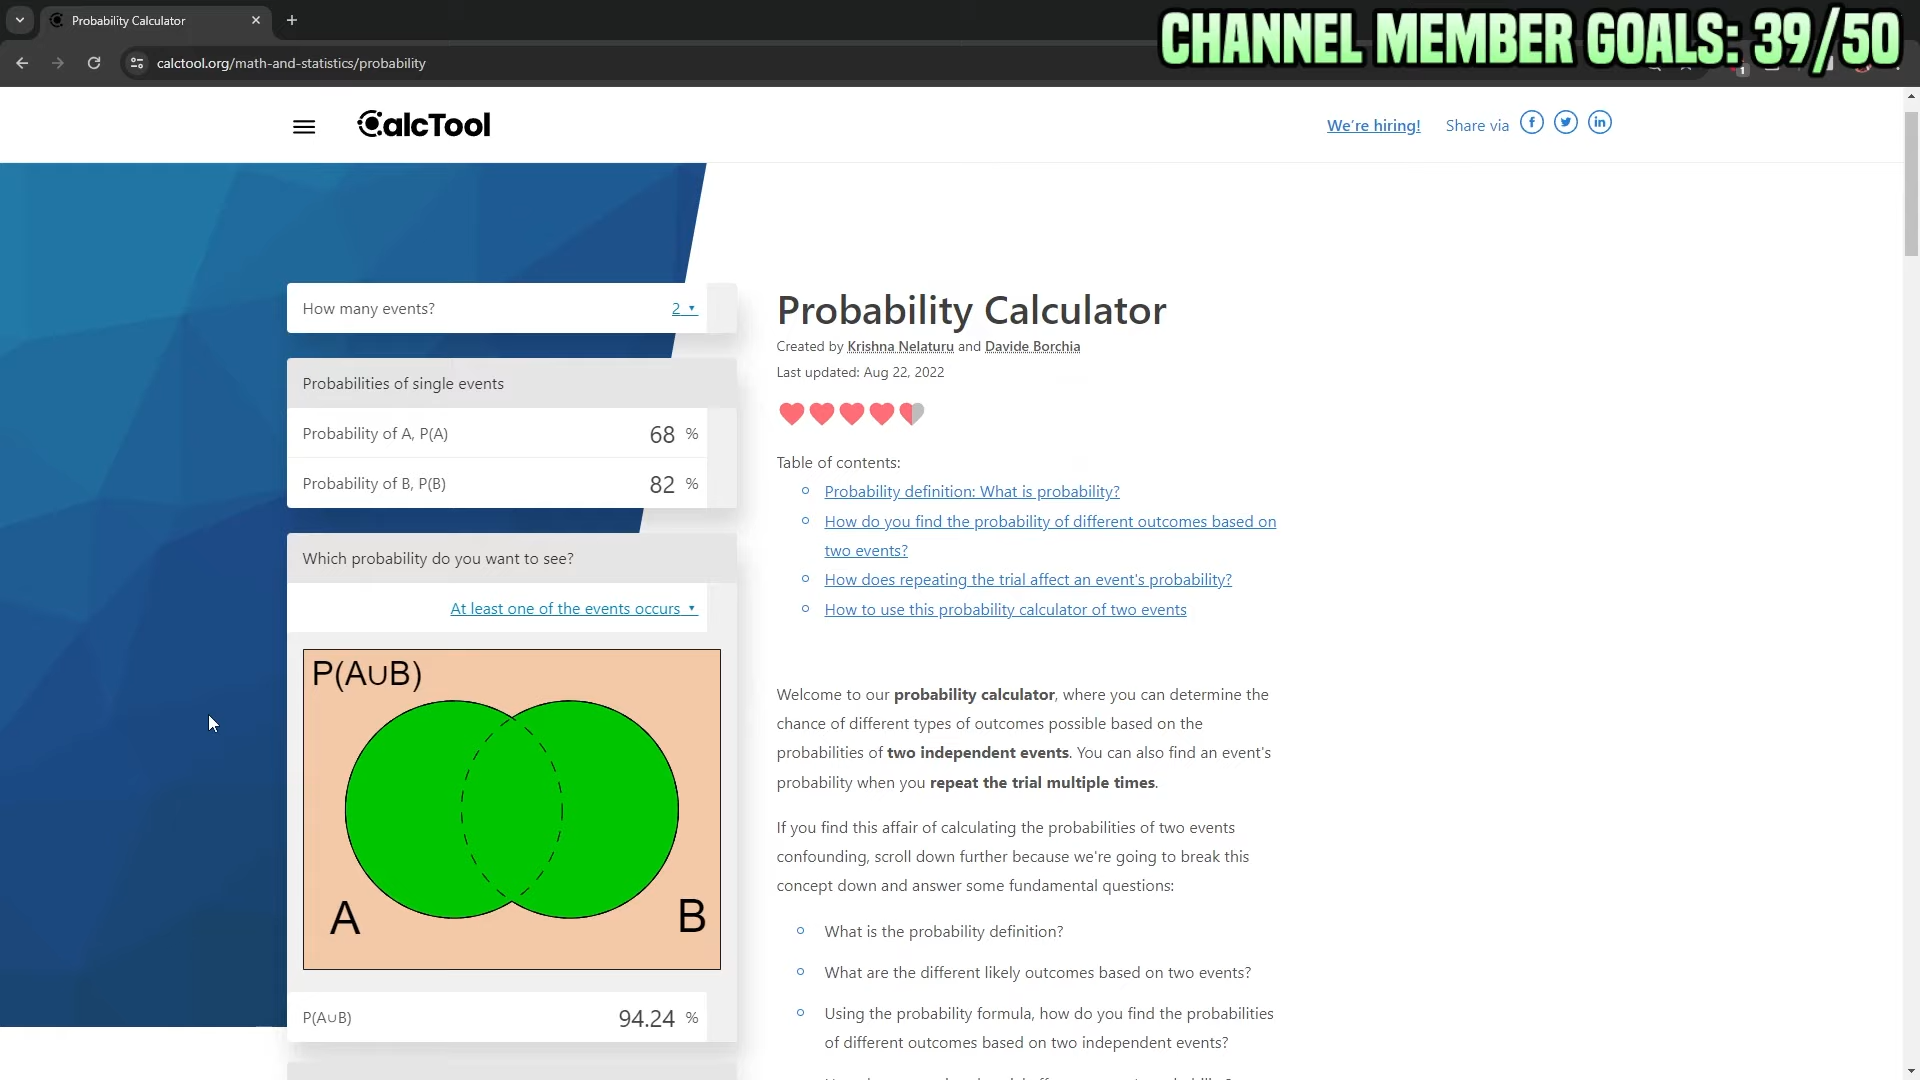 Probability Calculator
CHANNEL MEMBER GOALS: 39/50
calctool.org/math-and-statistics/probability
1
CalcTool
We're hiring!
Share via
How many events?
2
Probabilities of single events
Probability of A, P(A)
68 %
Probability of B, P(B)
82 %
Which probability do you want to see?
At least one of the events occurs
P(A∪B)
A
B
P(A∪B)
94.24 %
Probability Calculator
Created by Krishna Nelaturu and Davide Borchia
Last updated: Aug 22, 2022
Table of contents:
Probability definition: What is probability?
How do you find the probability of different outcomes based on
two events?
How does repeating the trial affect an event's probability?
How to use this probability calculator of two events
Welcome to our probability calculator, where you can determine the
chance of different types of outcomes possible based on the
probabilities of two independent events. You can also find an event's
probability when you repeat the trial multiple times.
If you find this affair of calculating the probabilities of two events
confounding, scroll down further because we're going to break this
concept down and answer some fundamental questions:
What is the probability definition?
What are the different likely outcomes based on two events?
Using the probability formula, how do you find the probabilities
of different outcomes based on two independent events?